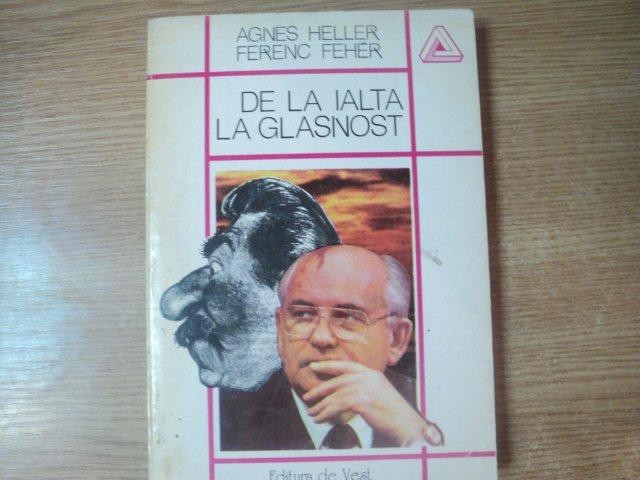 AGNES HELLER
FERENC FEHÉR
DE LA IALTA
LA GLASNOST
Editura de Vest